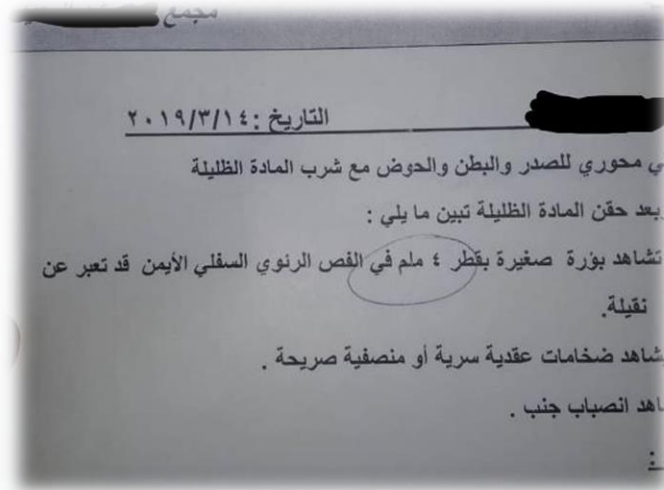 مجمع
التاريخ :٢٠١٩/٣/١٤
ي محوري للصدر والبطن والحوض مع شرب المادة الظليلة
بعد حقن المادة الظليلة تبين ما يلي :
تشاهد بؤرة صغيرة بقطر ٤ ملم في الفص الرئوي السفلي الأيمن قد تعبر عن
نقيلة.
شاهد ضخامات عقدية سرية أو منصفية صريحة .
اهد انصباب جنب .
: